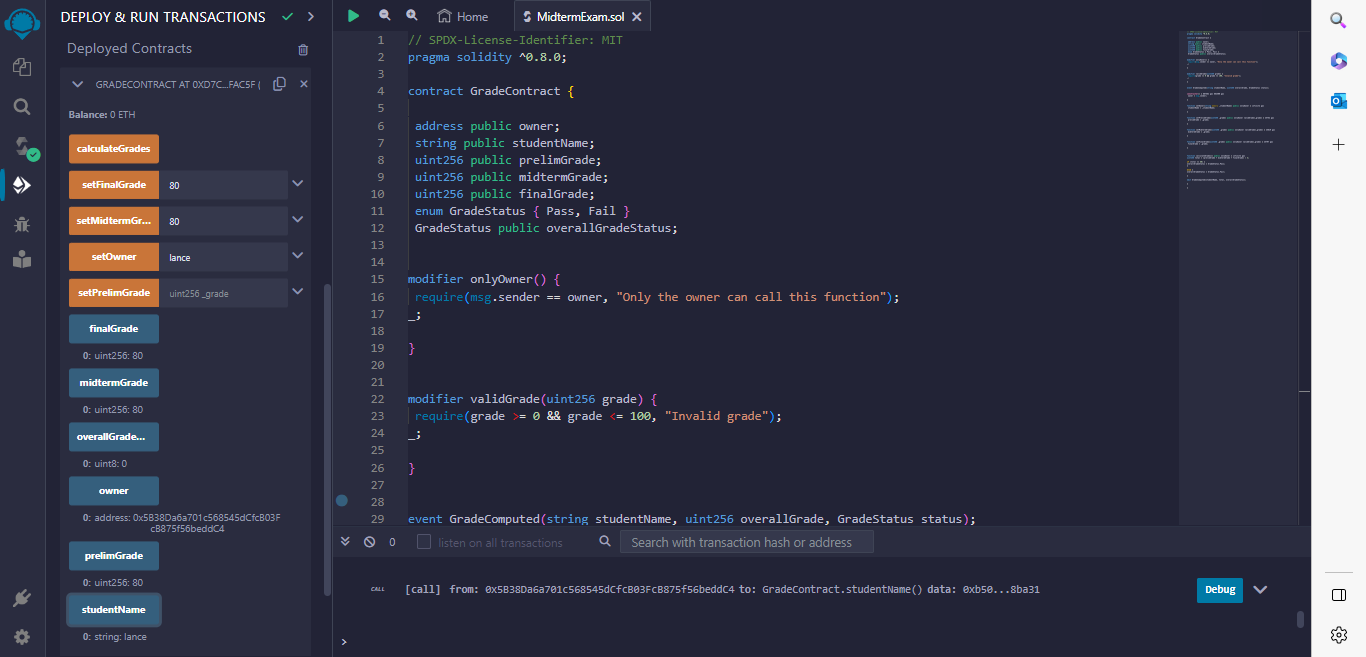 DEPLOY & RUN TRANSACTIONS
Deployed Contracts
GRADECONTRACT AT 0XD7C...FAC5F (
Balance: 0 ETH
calculateGrades
setFinalGrade 80
setMidtermGr... 80
setOwner lance
setPrelimGrade uint256 _grade
finalGrade
0: uint256: 80
midtermGrade
0: uint256: 80
overallGrade...
0: uint8: 0
owner
0: address: 0x5B38Da6a701c568545dCfcB03F
cB875f56beddC4
prelimGrade
0: uint256: 80
studentName
0: string: lance
Home MidtermExam.sol
1 // SPDX-License-Identifier: MIT
2 pragma solidity ^0.8.0;
3
4 contract GradeContract {
5
6 address public owner;
7 string public studentName;
8 uint256 public prelimGrade;
9 uint256 public midtermGrade;
10 uint256 public finalGrade;
11 enum GradeStatus { Pass, Fail }
12 GradeStatus public overallGradeStatus;
13
14
15 modifier onlyOwner() {
16 require(msg.sender == owner, "Only the owner can call this function");
17 _;
18
19 }
20
21
22 modifier validGrade(uint256 grade) {
23 require(grade >= 0 && grade <= 100, "Invalid grade");
24 _;
25
26 }
27
28
29 event GradeComputed(string studentName, uint256 overallGrade, GradeStatus status);
0 listen on all transactions Search with transaction hash or address
CALL [call] from: 0x5B38Da6a701c568545dCfcB03FcB875f56beddC4 to: GradeContract.studentName() data: 0xb50...8ba31 Debug
>